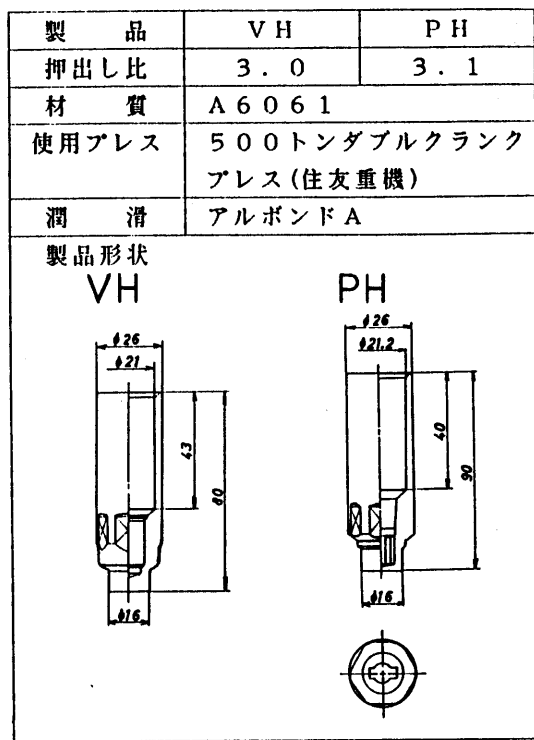 製品 VH PH
押出し比 3.0 3.1
材質 A6061
使用プレス 500トンダブルクランク
プレス(住友重機)
潤滑 アルボンドA
製品形状
VH PH
φ26 φ26
φ21 φ21.2
43 80 40 90
φ16 φ16